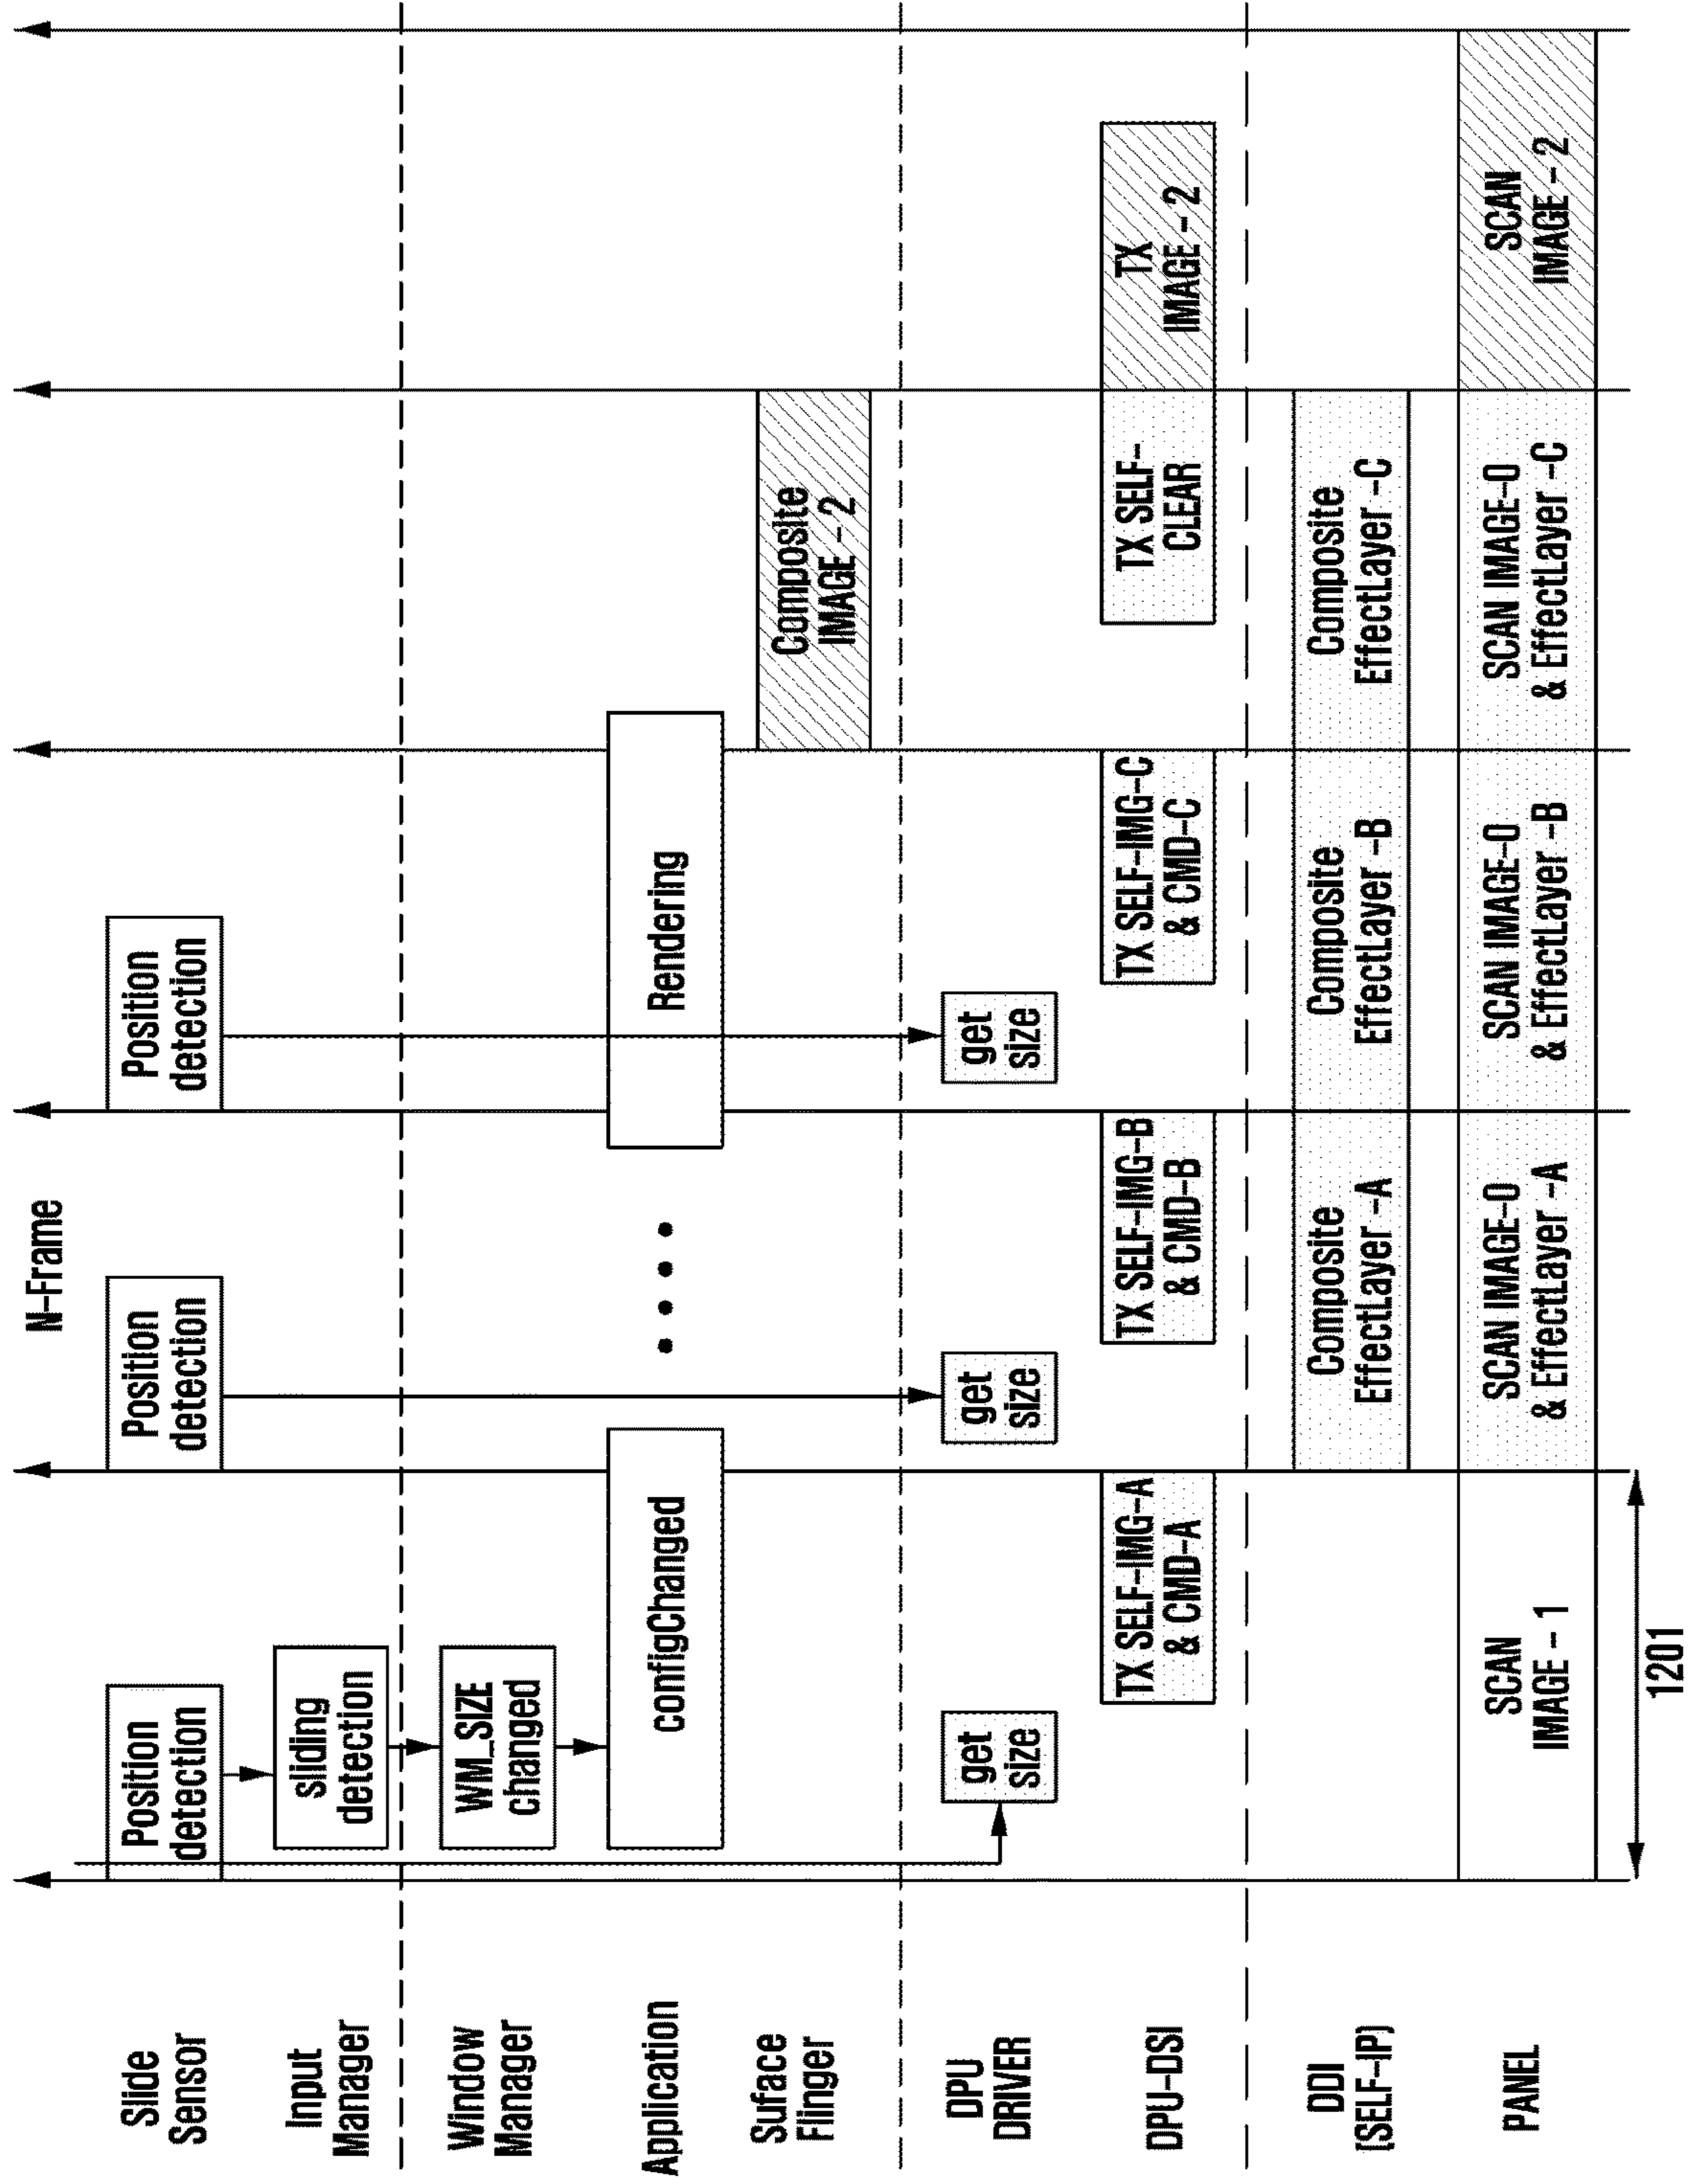 N-Frame
Slide
Sensor
Position
detection
Position
detection
Position
detection
Input
Manager
sliding
detection
Window
Manager
WM_SIZE
changed
Application
configChanged
Rendering
Suface
Flinger
Composite
IMAGE - 2
DPU
DRIVER
get
size
get
size
get
size
DPU-DSI
TX SELF-IMG-A
& CMD-A
TX SELF-IMG-B
& CMD-B
TX SELF-IMG-C
& CMD-C
TX SELF-
CLEAR
TX
IMAGE - 2
DDI
(SELF-IP)
Composite
EffectLayer -A
Composite
EffectLayer -B
Composite
EffectLayer -C
PANEL
SCAN
IMAGE - 1
SCAN IMAGE-0
& EffectLayer -A
SCAN IMAGE-0
& EffectLayer -B
SCAN IMAGE-0
& EffectLayer -C
SCAN
IMAGE - 2
1201